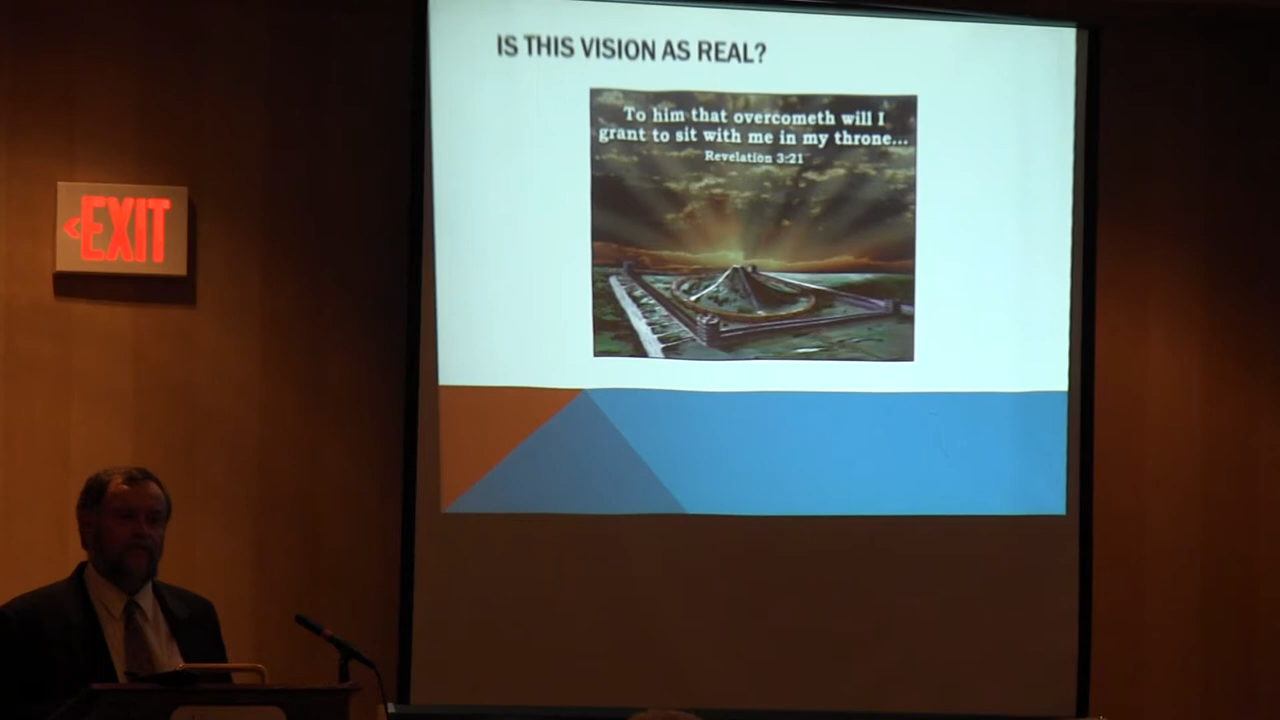 IS THIS VISION AS REAL?
To him that overcometh will I
grant to sit with me in my throne...
Revelation 3:21
<EXIT